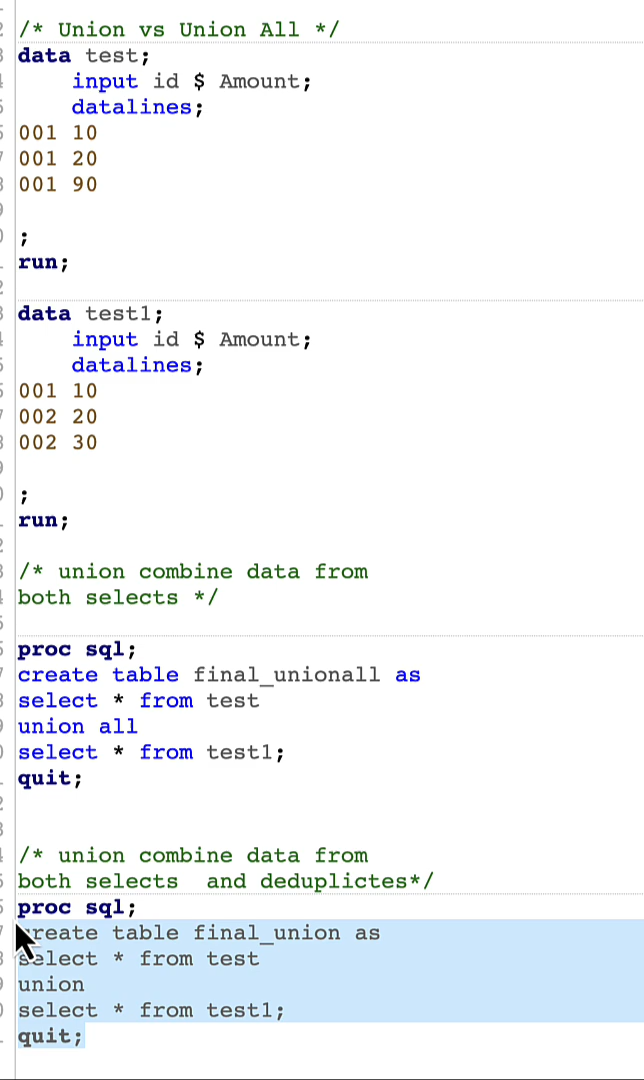 /* Union vs Union All */
data test;
input id $ Amount;
datalines;
001 10
001 20
001 90
;
run;
data test1;
input id $ Amount;
datalines;
001 10
002 20
002 30
;
run;
/* union combine data from
both selects */
proc sql;
create table final_unionall as
select * from test
union all
select * from test1;
quit;
/* union combine data from
both selects  and deduplictes*/
proc sql;
create table final_union as
select * from test
union
select * from test1;
quit;